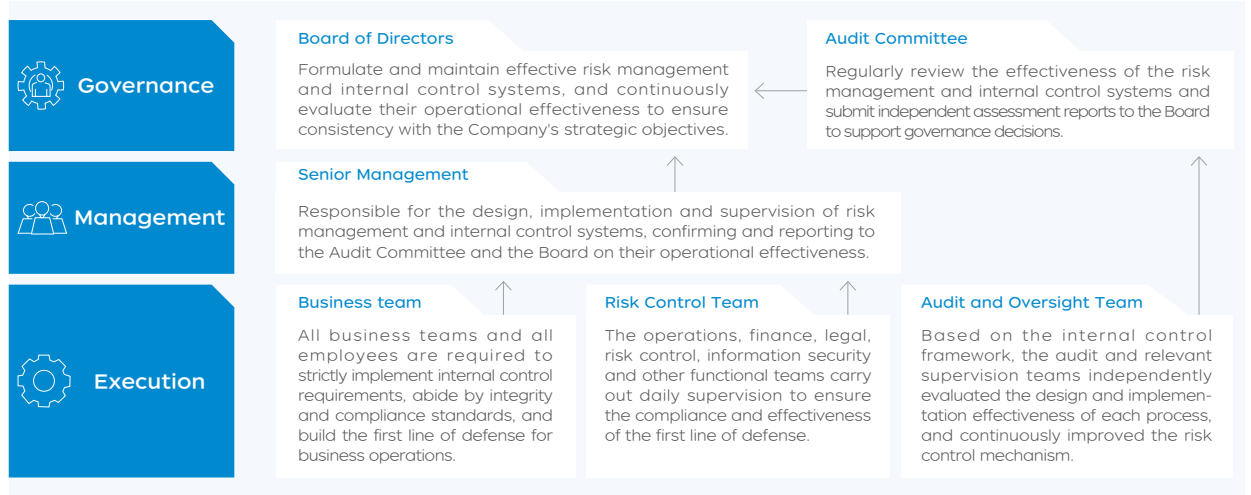 Governance
Board of Directors
Formulate and maintain effective risk management
and internal control systems, and continuously
evaluate their operational effectiveness to ensure
consistency with the Company's strategic objectives.
Audit Committee
Regularly review the effectiveness of the risk
management and internal control systems and
submit independent assessment reports to the Board
to support governance decisions.
Management
Senior Management
Responsible for the design, implementation and supervision of risk
management and internal control systems, confirming and reporting to
the Audit Committee and the Board on their operational effectiveness.
Execution
Business team
All business teams and all
employees are required to
strictly implement internal control
requirements, abide by integrity
and compliance standards, and
build the first line of defense for
business operations.
Risk Control Team
The operations, finance, legal,
risk control, information security
and other functional teams carry
out daily supervision to ensure
the compliance and effectiveness
of the first line of defense.
Audit and Oversight Team
Based on the internal control
framework, the audit and relevant
supervision teams independently
evaluated the design and implemen-
tation effectiveness of each process,
and continuously improved the risk
control mechanism.